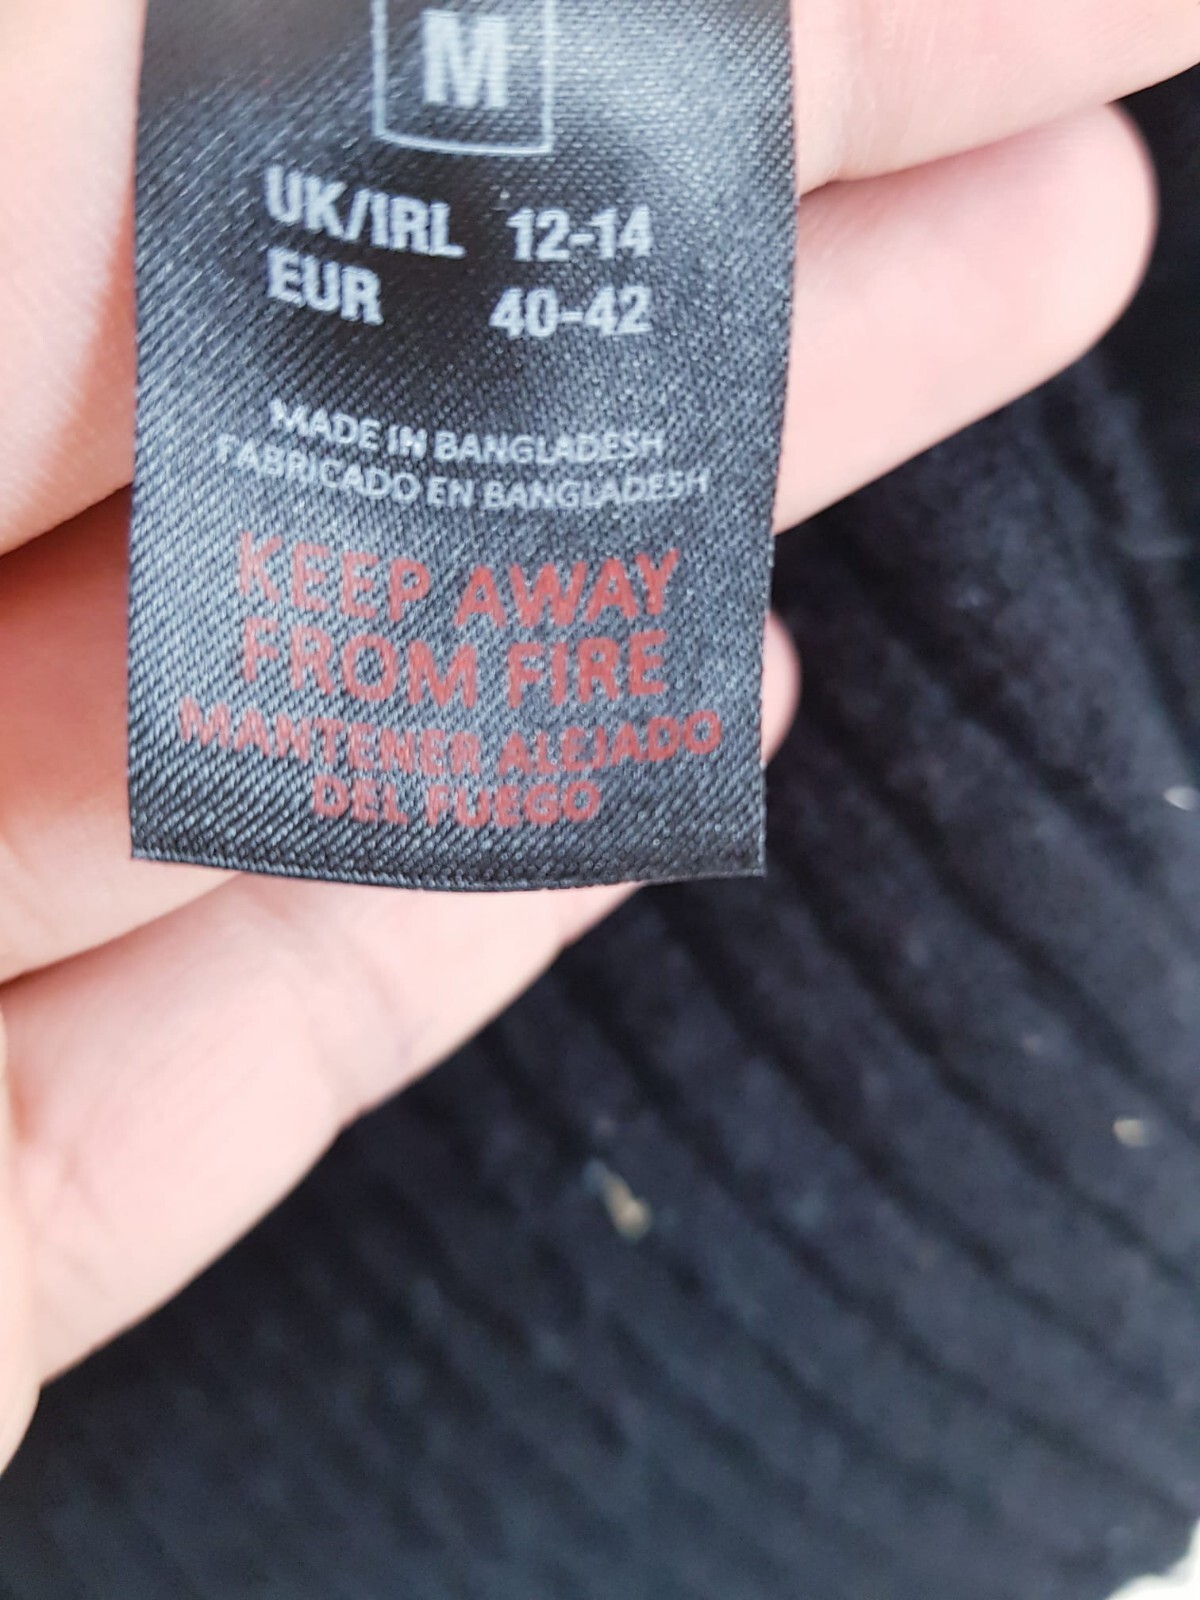 M
UK/IRL 12-14
EUR 40-42
MADE IN BANGLADESH
FABRICADO EN BANGLADESH
KEEP AWAY
FROM FIRE
MANTENER ALEJADO
DEL FUEGO